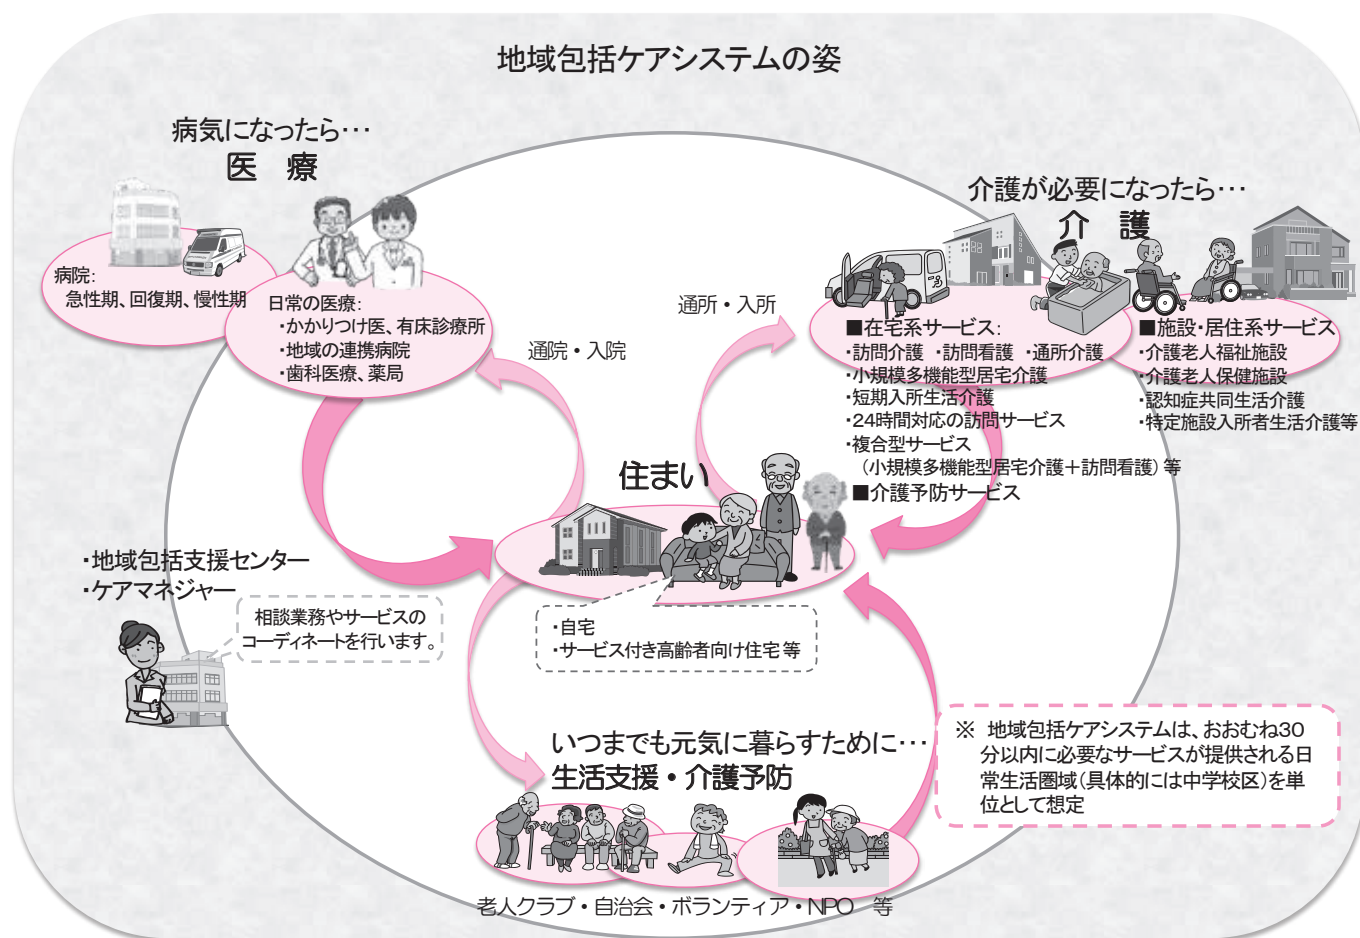 地域包括ケアシステムの姿
病気になったら…
医 療
病院:
急性期、回復期、慢性期
日常の医療:
・かかりつけ医、有床診療所
・地域の連携病院
・歯科医療、薬局
通院・入院
通所・入所
介護が必要になったら…
介 護
■在宅系サービス:
・訪問介護 ・訪問看護 ・通所介護
・小規模多機能型居宅介護
・短期入所生活介護
・24時間対応の訪問サービス
・複合型サービス
（小規模多機能型居宅介護＋訪問看護）等
■介護予防サービス
■施設・居住系サービス
・介護老人福祉施設
・介護老人保健施設
・認知症共同生活介護
・特定施設入所者生活介護等
住まい
・自宅
・サービス付き高齢者向け住宅 等
・地域包括支援センター
・ケアマネジャー
相談業務やサービスの
コーディネートを行います。
いつまでも元気に暮らすために…
生活支援・介護予防
老人クラブ・自治会・ボランティア・NPO 等
※ 地域包括ケアシステムは、おおむね30
分以内に必要なサービスが提供される日
常生活圏域（具体的には中学校区）を単
位として想定